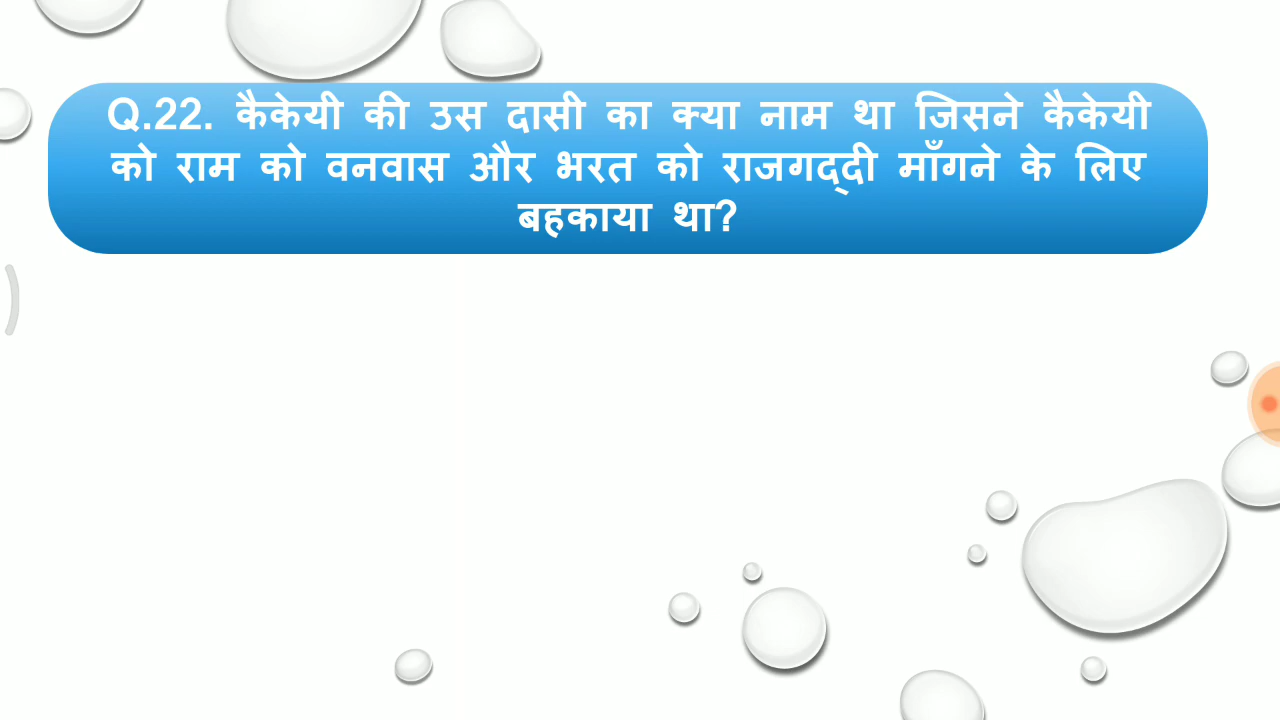 Q.22. कैकेयी की उस दासी का क्या नाम था जिसने कैकेयी
को राम को वनवास और भरत को राजगद्दी माँगने के लिए
बहकाया था?